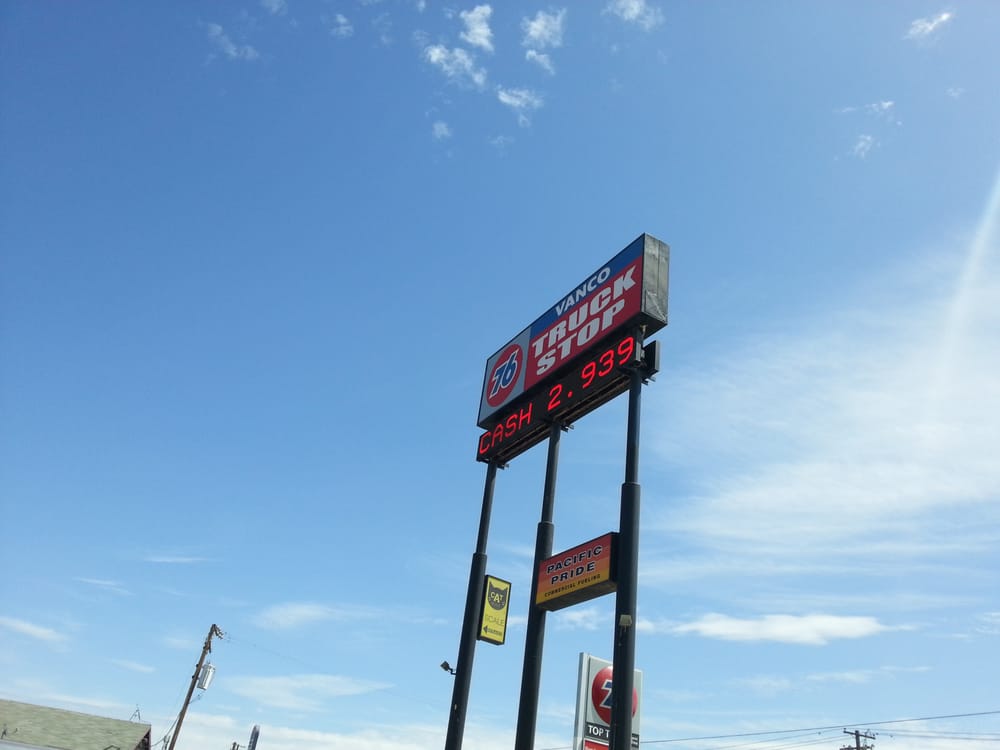 VANCO
76
TRUCK
STOP
CASH 2.939
PACIFIC
PRIDE
COMMERCIAL FUELING
CAT
SCALE
TOP T